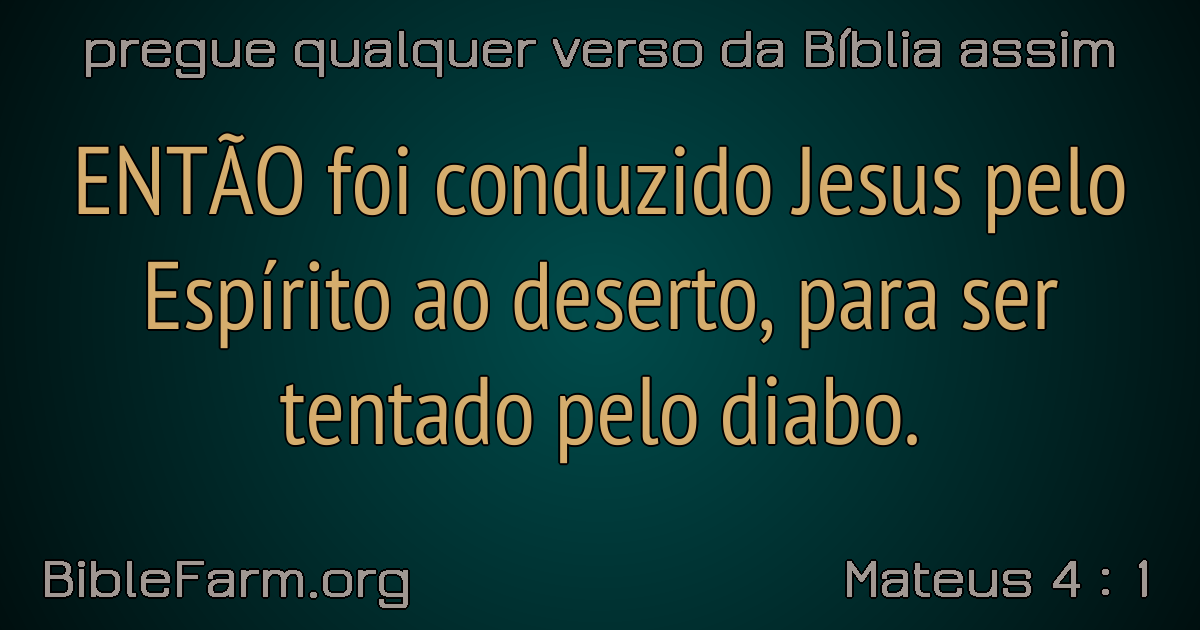 pregue qualquer verso da Bíblia assim
ENTÃO foi conduzido Jesus pelo
Espírito ao deserto, para ser
tentado pelo diabo.
BibleFarm.org
Mateus 4 : 1